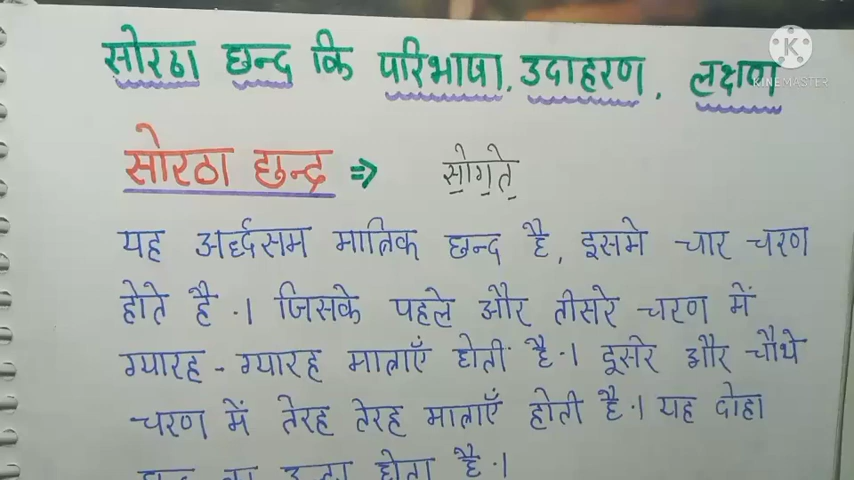 सोरठा छन्द कि परिभाषा, उदाहरण, लक्षण
K
KINEMASTER
सोरठा छन्द ⇒ सोगते
यह अर्द्धसम मात्रिक छन्द है, इसमे चार चरण
होते है।  जिसके पहले और तीसरे चरण में
ग्यारह - ग्यारह मात्राएँ होती है। दूसरे और चौथे
चरण में तेरह तेरह मात्राएँ होती है। यह दोहा
होता है।